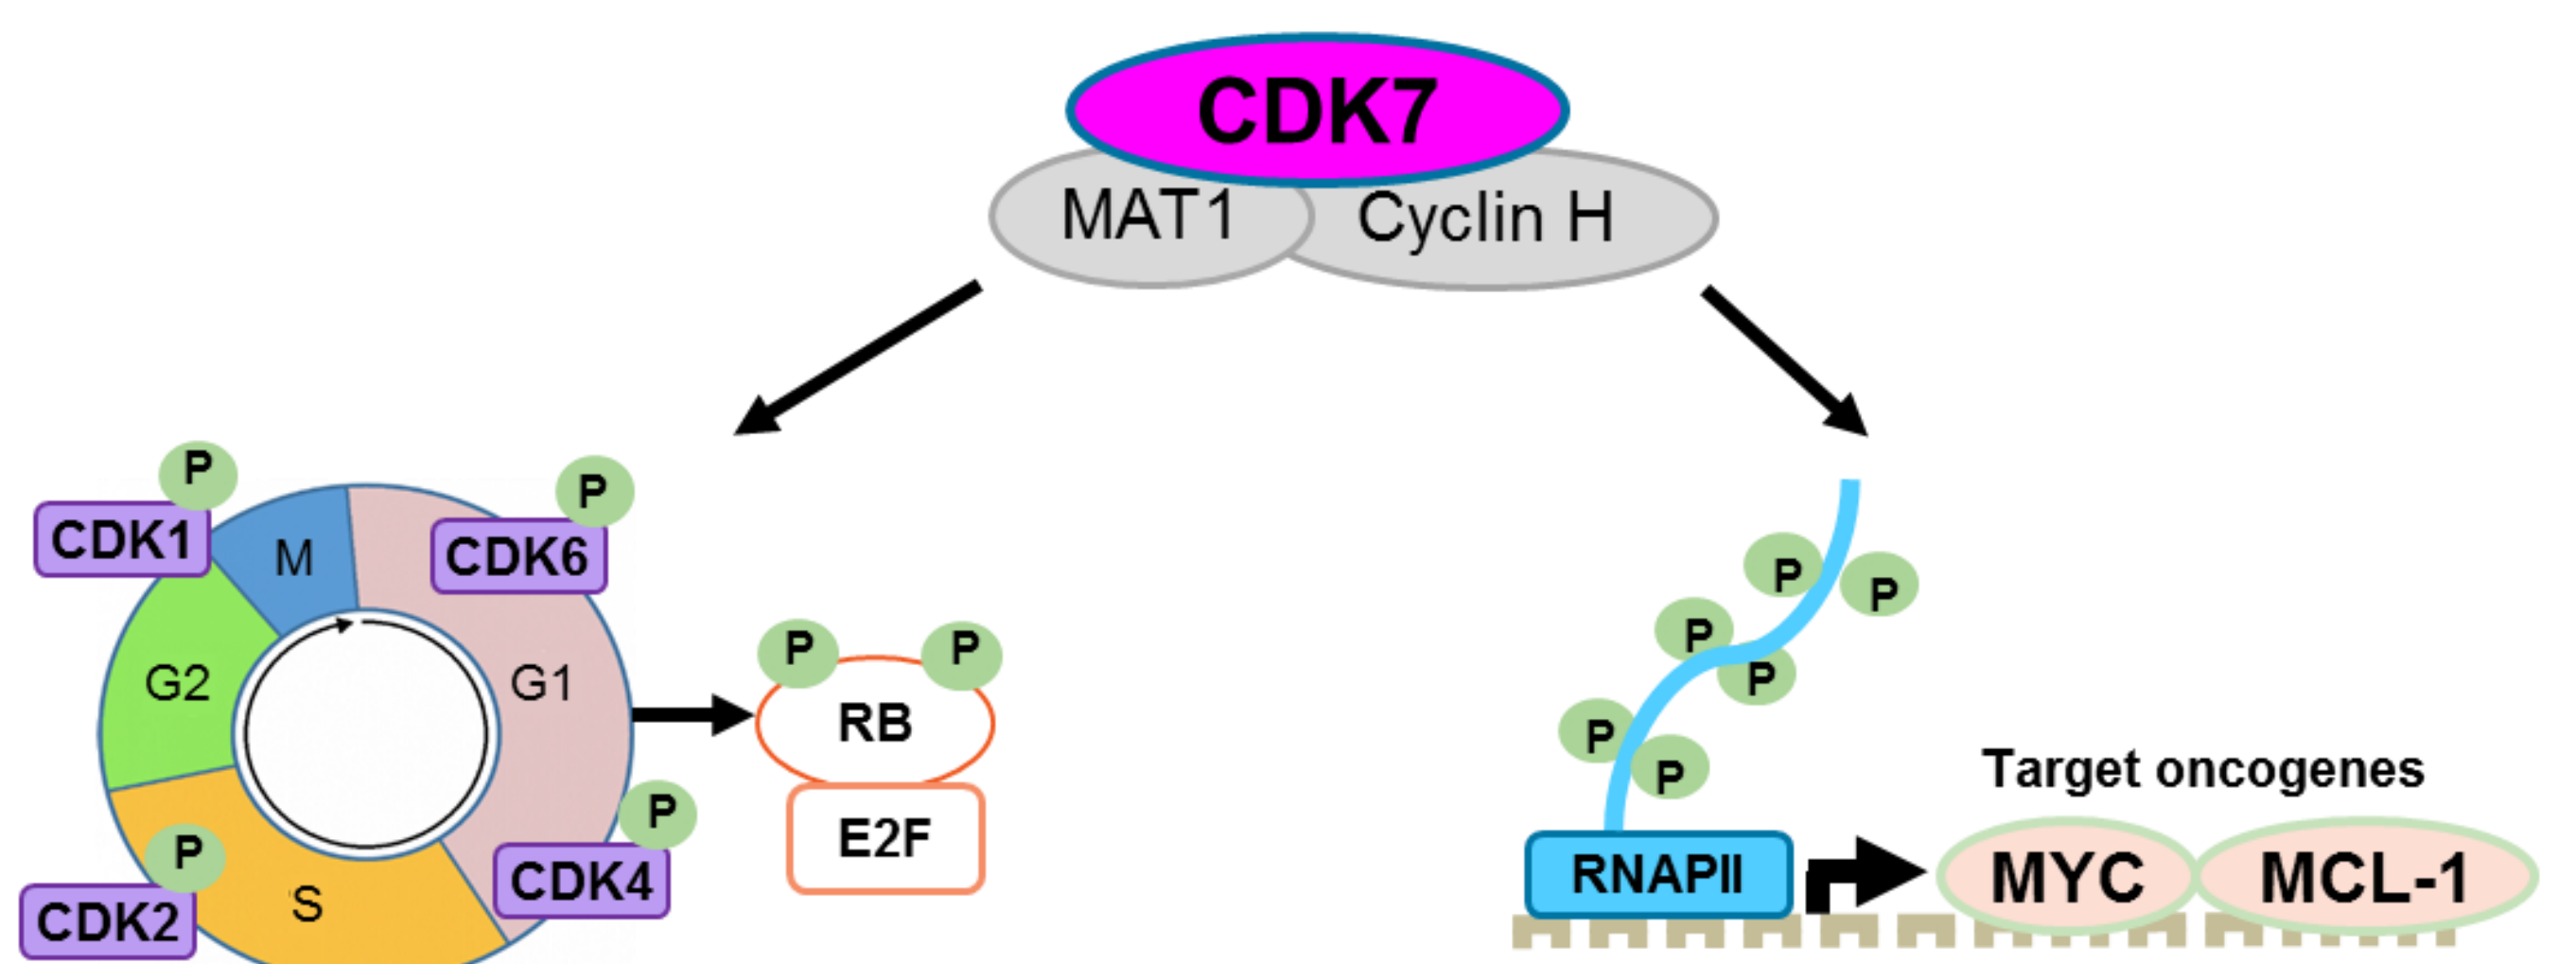 CDK7
MAT1
Cyclin H
P
CDK1
M
P
CDK6
G2
G1
P
CDK2
S
P
CDK4
P
P
RB
E2F
P
P
P
P
P
P
RNAPII
Target oncogenes
MYC
MCL-1